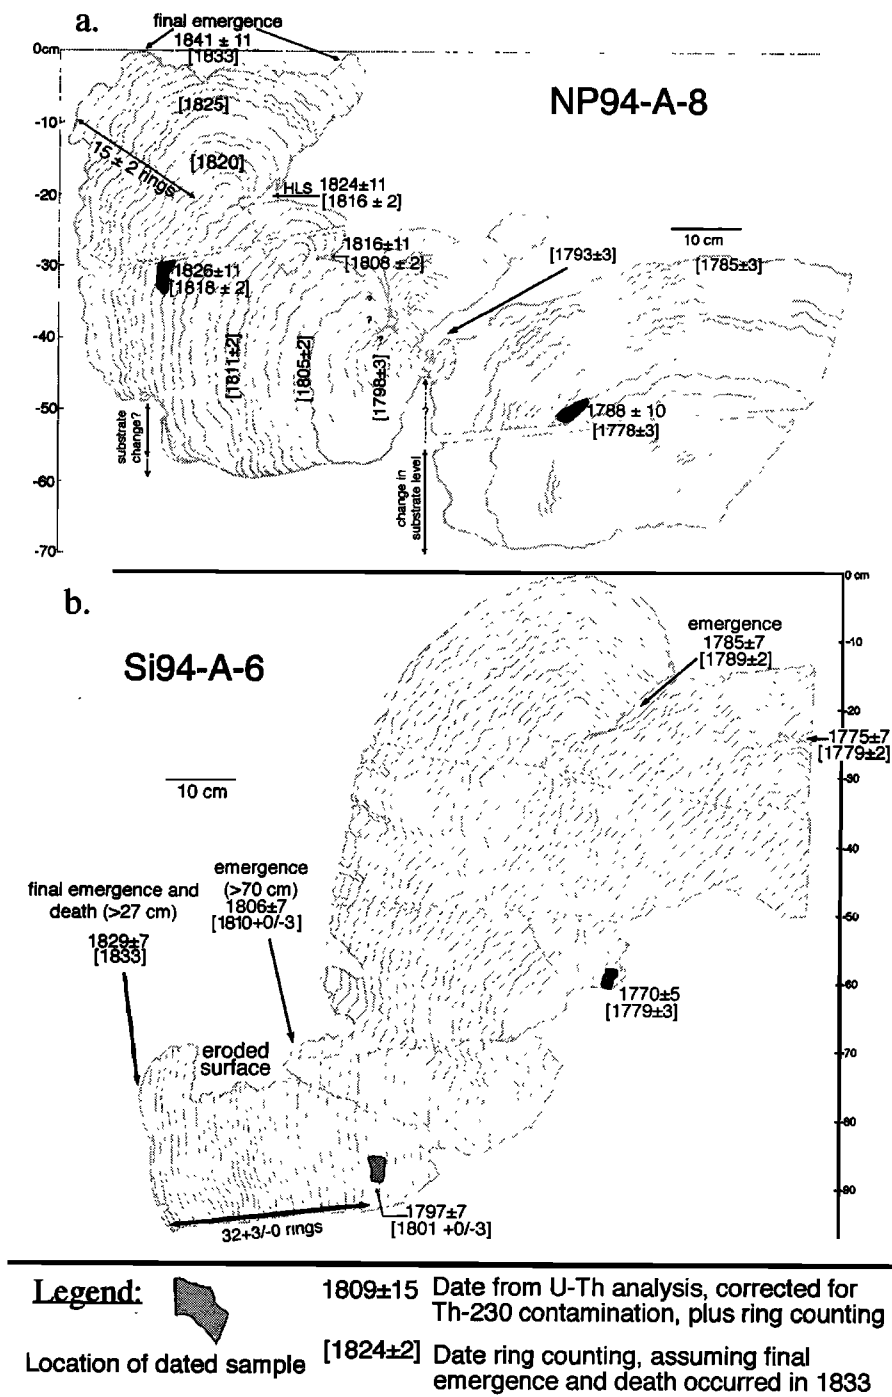 a.
final emergence
1841 ± 11
[1833]
0cm
[1825]
NP94-A-8
-10
15 ± 2 rings
[1820]
-20
HLS 1824±11
[1816 ± 2]
10 cm
1816±11
[1808 ± 2]
[1793±3]
[1785±3]
-30
1826±11
[1818 ± 2]
?
?
?
-40
[1811±2]
[1805±2]
[1798±3]
-50
substrate
change?
?
1788 ± 10
[1778±3]
-60
change in
substrate level
-70
b.
0 cm
Si94-A-6
emergence
1785±7
[1789±2]
-10
-20
1775±7
[1779±2]
10 cm
-30
-40
final emergence and
death (>27 cm)
1829±7
[1833]
emergence
(>70 cm)
1806±7
[1810+0/-3]
-50
-60
1770±5
[1779±3]
eroded
surface
-70
-80
-90
1797±7
[1801 +0/-3]
32+3/-0 rings
Legend:
Location of dated sample
1809±15 Date from U-Th analysis, corrected for
Th-230 contamination, plus ring counting
[1824±2] Date ring counting, assuming final
emergence and death occurred in 1833